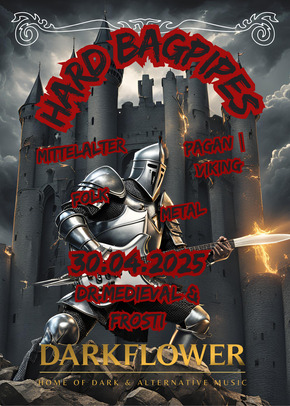 HARD BAGPIPES
MITTELALTER
PAGAN |
VIKING
FOLK
METAL
30.04.2025
DR.MEDIEVAL &
FROSTI
DARKFLOWER
HOME OF DARK & ALTERNATIVE MUSIC